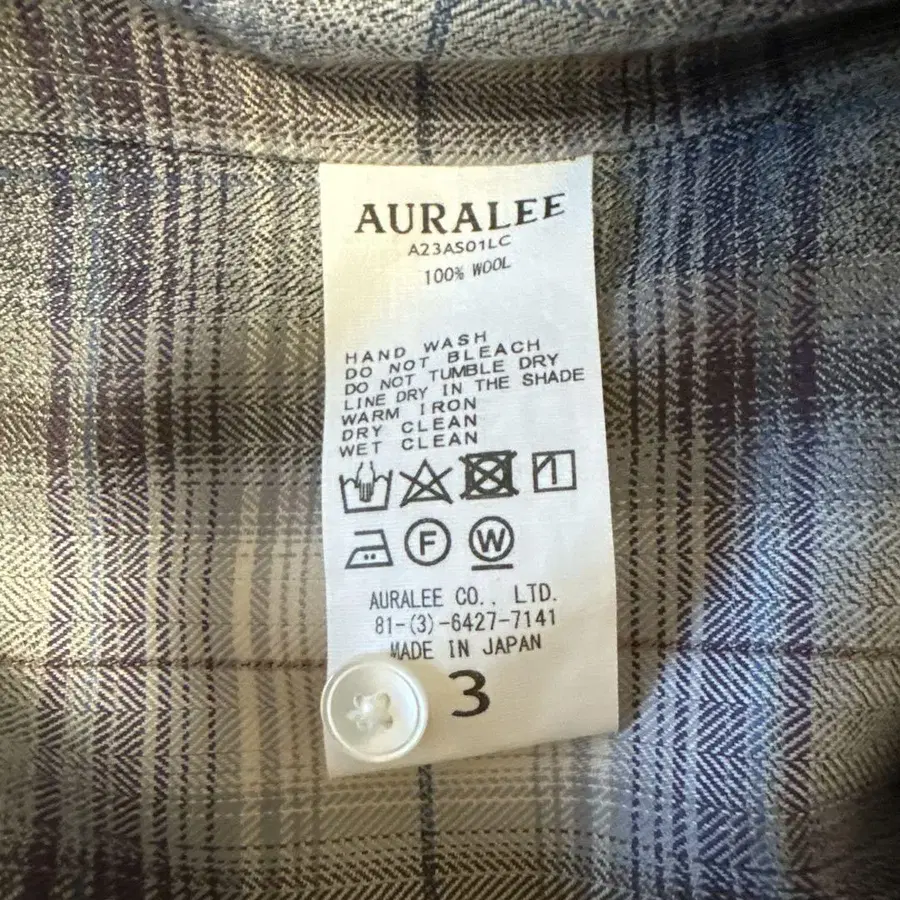 AURALEE
A23AS01LC
100% WOOL
HAND WASH
DO NOT BLEACH
DO NOT TUMBLE DRY
LINE DRY IN THE SHADE
WARM IRON
DRY CLEAN
WET CLEAN
F W
AURALEE CO., LTD.
81-(3)-6427-7141
MADE IN JAPAN
3